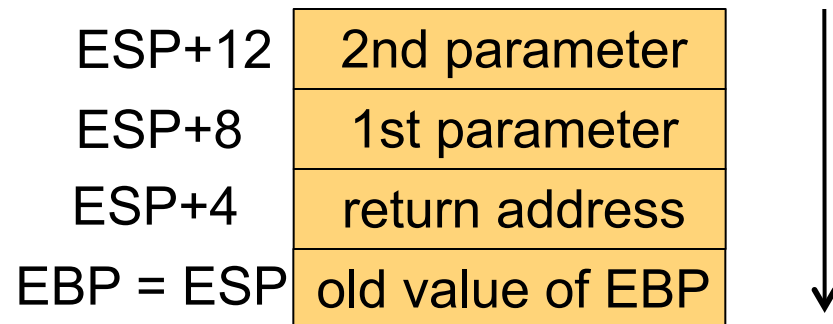 ESP+12 2nd parameter
ESP+8 1st parameter
ESP+4 return address
EBP = ESP old value of EBP